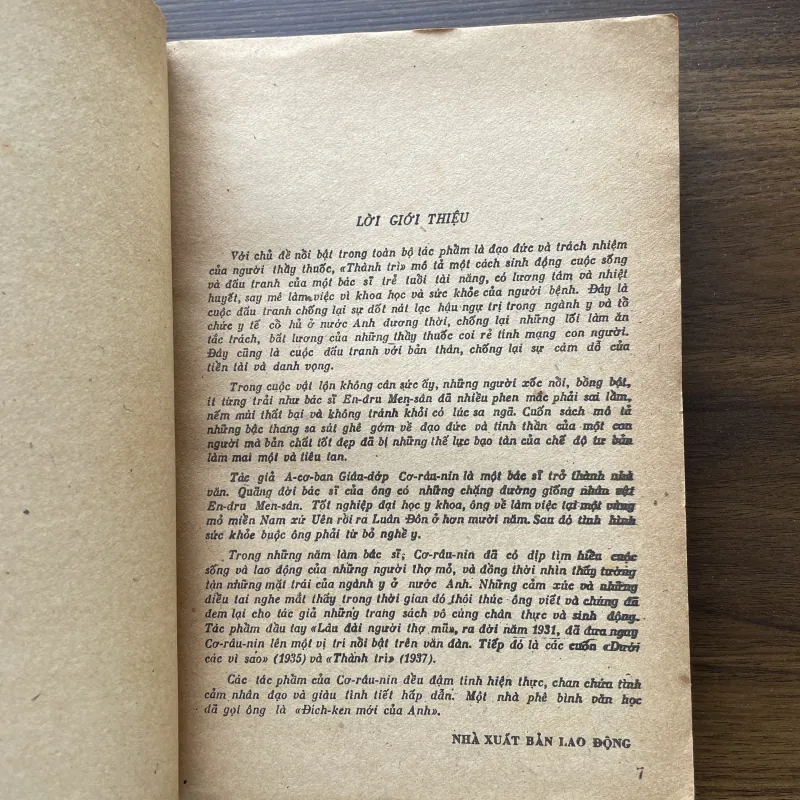 LỜI GIỚI THIỆU
Với chủ đề nổi bật trong toàn bộ tác phẩm là đạo đức và trách nhiệm
của người thầy thuốc, «Thành trì» mô tả một cách sinh động cuộc sống
và đấu tranh của một bác sĩ trẻ tuổi tài năng, có lương tâm và nhiệt
huyết, say mê làm việc vì khoa học và sức khỏe của người bệnh. Đây là
cuộc đấu tranh chống lại sự dốt nát lạc hậu ngự trị trong ngành y và tổ
chức y tế cổ hủ ở nước Anh đương thời, chống lại những lối làm ăn
tắc trách, bất lương của những thầy thuốc coi rẻ tính mạng con người.
Đây cũng là cuộc đấu tranh với bản thân, chống lại sự cám dỗ của
tiền tài và danh vọng.
Trong cuộc vật lộn không cân sức ấy, những người xốc nổi, bồng bột,
ít từng trải như bác sĩ En-dru Men-sân đã nhiều phen mắc phải sai lầm,
nếm mùi thất bại và không tránh khỏi có lúc sa ngã. Cuốn sách mô tả
những bậc thang sa sút ghê gớm về đạo đức và tinh thần của một con
người mà bản chất tốt đẹp đã bị những thế lực bạo tàn của chế độ tư bản
làm mai một và tiêu tan.
Tác giả A-cơ-ban Giâu-dớp Cơ-râu-nin là một bác sĩ trở thành nhà
văn. Quãng đời bác sĩ của ông có những chặng đường giống nhân vật
En-dru Men-sân. Tốt nghiệp đại học y khoa, ông về làm việc tại một vùng
mỏ miền Nam xứ Uên rồi ra Luân Đôn ở hơn mười năm. Sau đó tình hình
sức khỏe buộc ông phải từ bỏ nghề y.
Trong những năm làm bác sĩ, Cơ-râu-nin đã có dịp tìm hiểu cuộc
sống và lao động của những người thợ mỏ, và đồng thời nhìn thấy tường
tận những mặt trái của ngành y ở nước Anh. Những cảm xúc và những
điều tai nghe mắt thấy trong thời gian đó thôi thúc ông viết và chúng đã
đem lại cho tác giả những trang sách vô cùng chân thực và sinh động.
Tác phẩm đầu tay «Lâu đài người thợ mũ», ra đời năm 1931, đã đưa ngay
Cơ-râu-nin lên một vị trí nổi bật trên văn đàn. Tiếp đó là các cuốn «Dưới
các vì sao» (1935) và «Thành trì» (1937).
Các tác phẩm của Cơ-râu-nin đều đậm tính hiện thực, chan chứa tình
cảm nhân đạo và giàu tình tiết hấp dẫn. Một nhà phê bình văn học
đã gọi ông là «Đích-ken mới của Anh».
NHÀ XUẤT BẢN LAO ĐỘNG
7